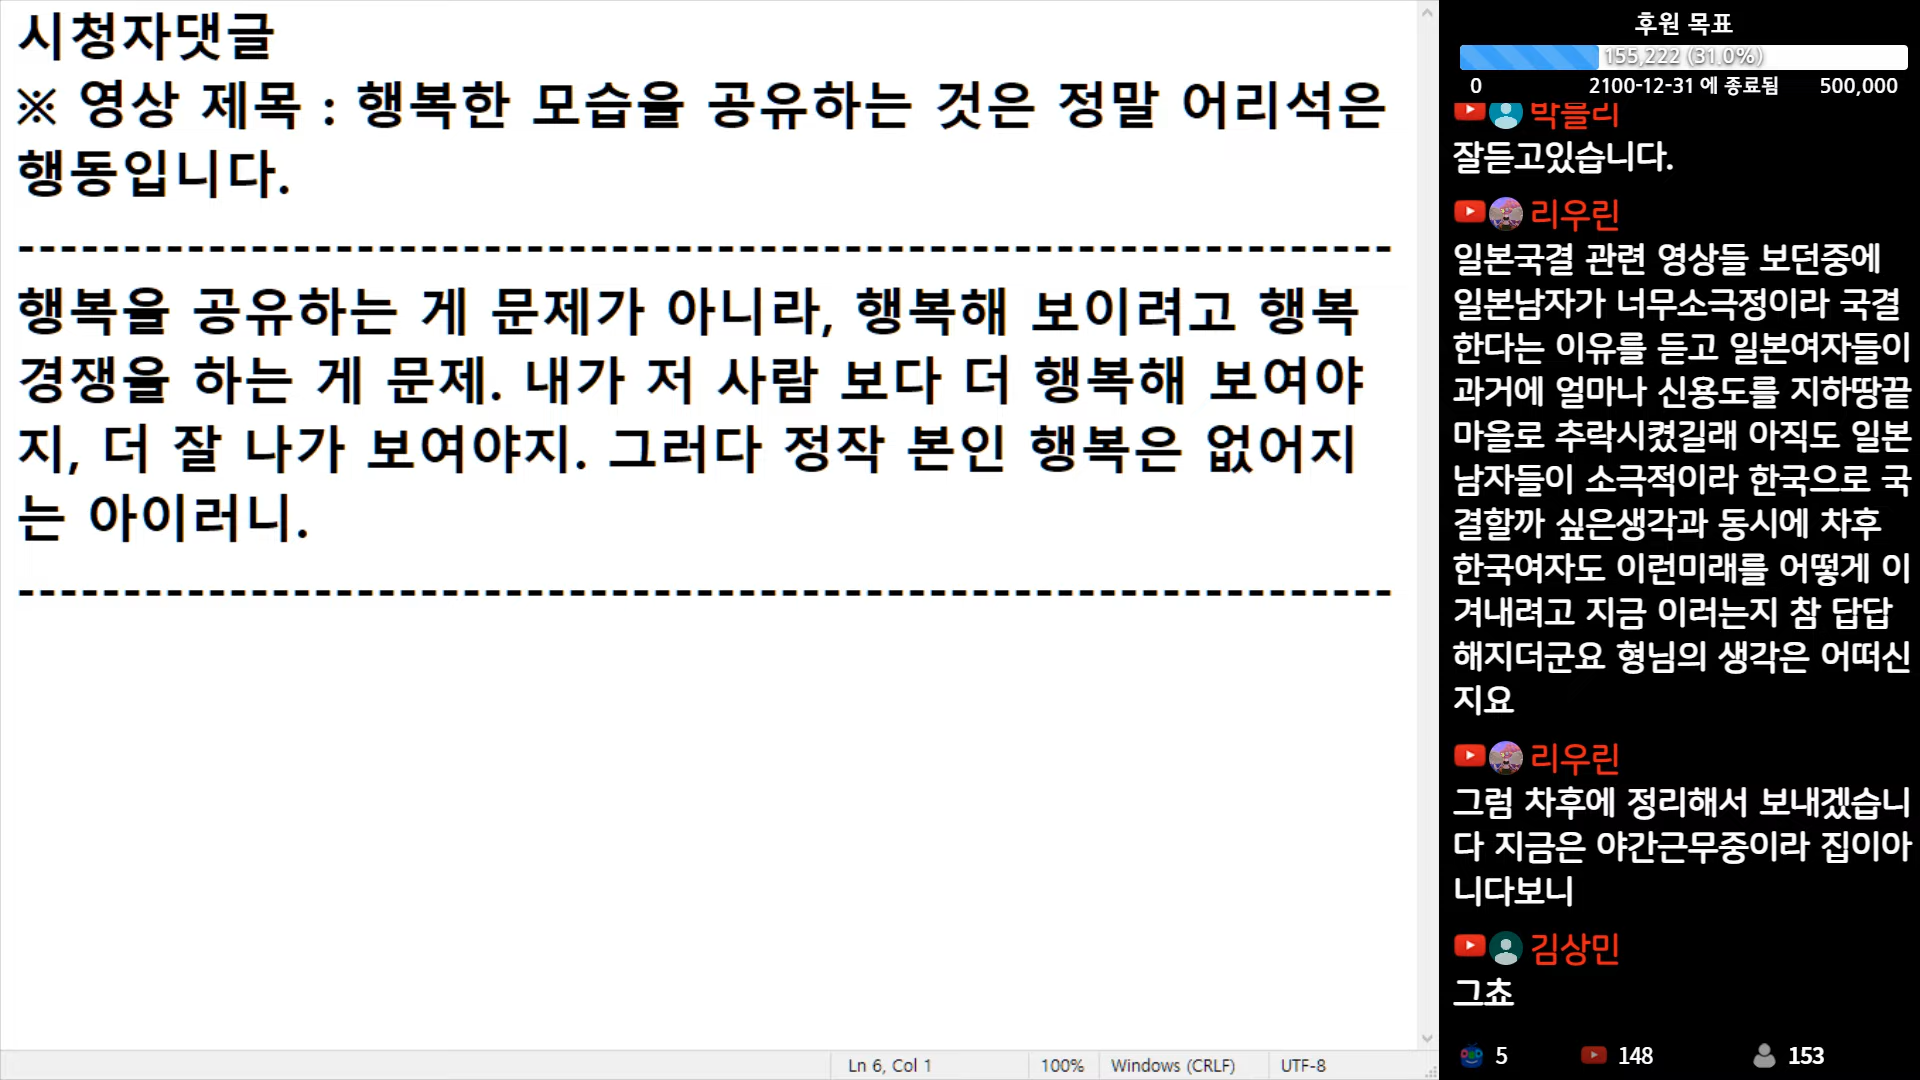 시청자댓글
※ 영상 제목 : 행복한 모습을 공유하는 것은 정말 어리석은
행동입니다.
-----------------------------------------------------------------
행복을 공유하는 게 문제가 아니라, 행복해 보이려고 행복
경쟁을 하는 게 문제. 내가 저 사람 보다 더 행복해 보여야
지, 더 잘 나가 보여야지. 그러다 정작 본인 행복은 없어지
는 아이러니.
-----------------------------------------------------------------
Ln 6, Col 1
100%
Windows (CRLF)
UTF-8
후원 목표
155,222 (31.0%)
0
2100-12-31 에 종료됨
500,000
잘듣고있습니다.
리우린
일본국결 관련 영상들 보던중에
일본남자가 너무소극정이라 국결
한다는 이유를 듣고 일본여자들이
과거에 얼마나 신용도를 지하땅끝
마을로 추락시켰길래 아직도 일본
남자들이 소극적이라 한국으로 국
결할까 싶은생각과 동시에 차후
한국여자도 이런미래를 어떻게 이
겨내려고 지금 이러는지 참 답답
해지더군요 형님의 생각은 어떠신
지요
리우린
그럼 차후에 정리해서 보내겠습니
다 지금은 야간근무중이라 집이아
니다보니
김상민
그쵸
5
148
153